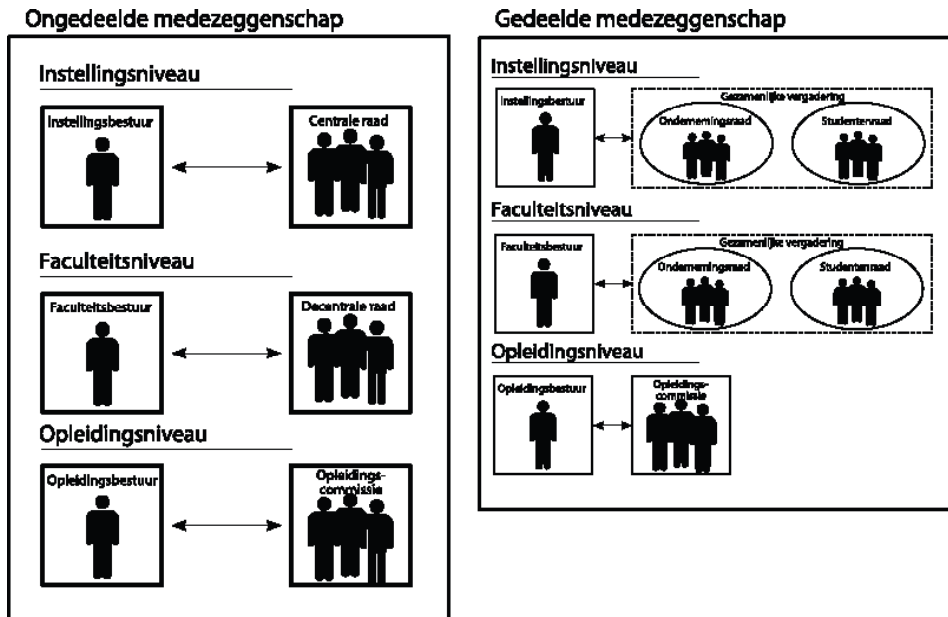 Ongedeelde medezeggenschap
Instellingsniveau
Instellingsbestuur
Centrale raad
Faculteitsniveau
Faculteitsbestuur
Decentrale raad
Opleidingsniveau
Opleidingsbestuur
Opleidings-
commissie
Gedeelde medezeggenschap
Instellingsniveau
Instellingsbestuur
Gezamenlijke vergadering
Ondernemingsraad
Studentenraad
Faculteitsniveau
Faculteitsbestuur
Gezamenlijke vergadering
Ondernemingsraad
Studentenraad
Opleidingsniveau
Opleidingsbestuur
Opleidings-
commissie